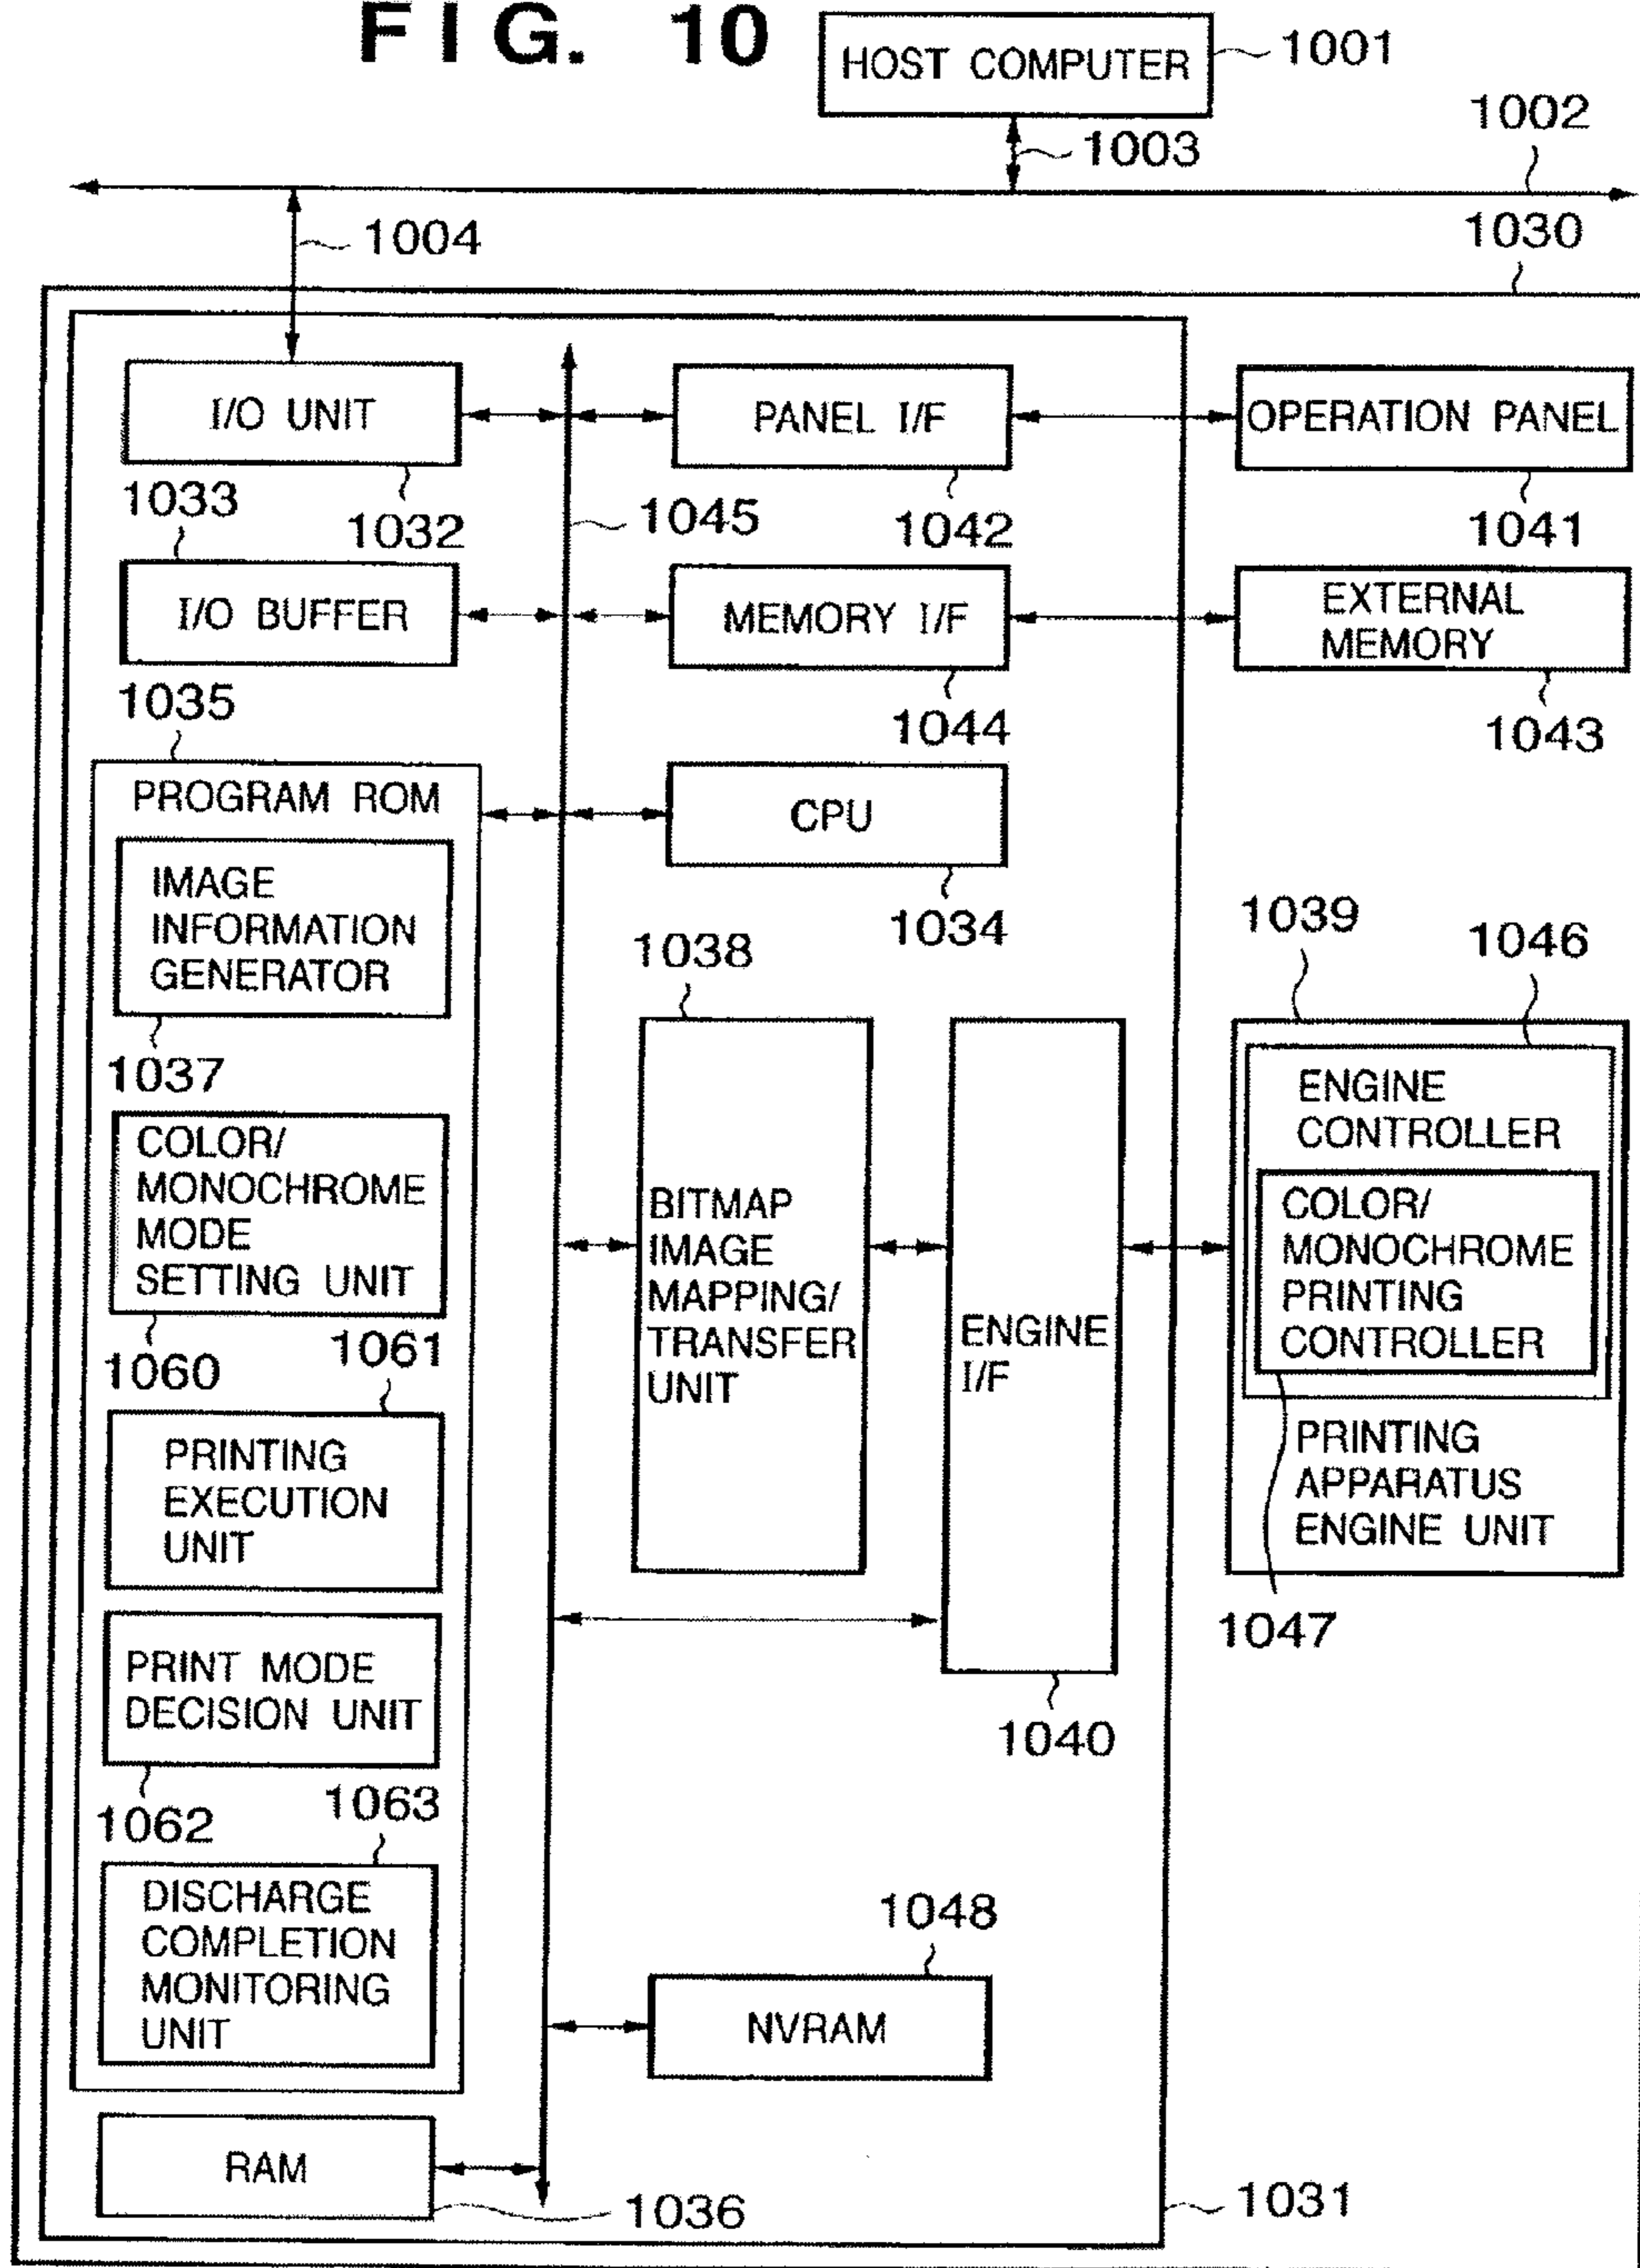 FIG. 10
HOST COMPUTER
1001
1002
1003
1030
1004
I/O UNIT
PANEL I/F
OPERATION PANEL
1033
1032
1045
1042
1041
I/O BUFFER
MEMORY I/F
EXTERNAL
MEMORY
1035
1044
1043
PROGRAM ROM
CPU
IMAGE
INFORMATION
GENERATOR
1034
1038
1039
1046
1037
ENGINE
CONTROLLER
COLOR/
MONOCHROME
MODE
SETTING UNIT
BITMAP
IMAGE
MAPPING/
TRANSFER
UNIT
ENGINE
I/F
COLOR/
MONOCHROME
PRINTING
CONTROLLER
1060
1061
PRINTING
APPARATUS
ENGINE UNIT
PRINTING
EXECUTION
UNIT
1047
PRINT MODE
DECISION UNIT
1040
1062
1063
DISCHARGE
COMPLETION
MONITORING
UNIT
1048
NVRAM
RAM
1036
1031